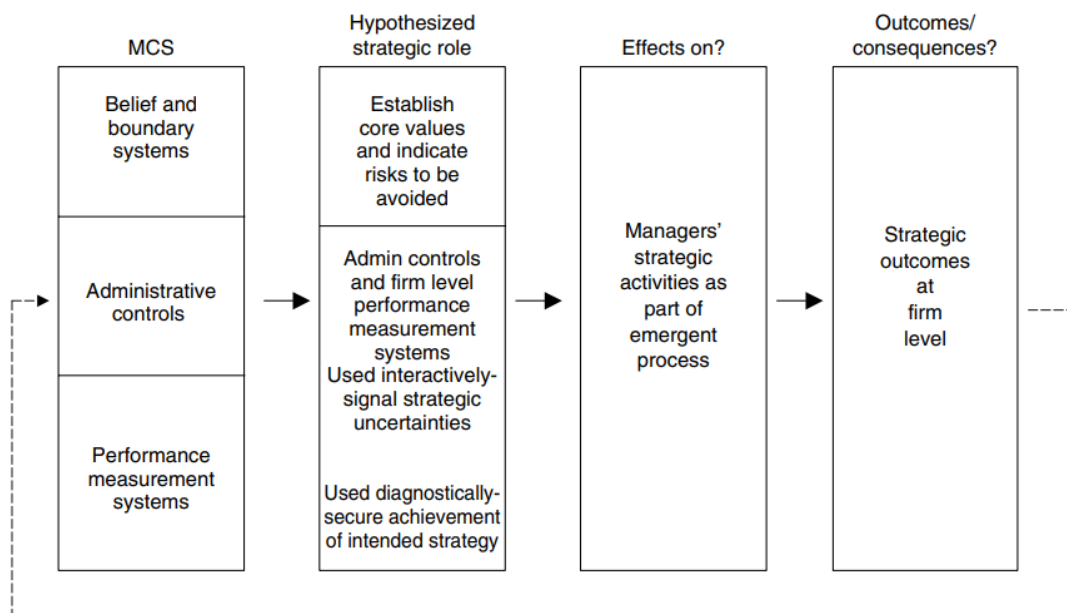 MCS
Belief and
boundary
systems
Administrative
controls
Performance
measurement
systems
Hypothesized
strategic role
Establish
core values
and indicate
risks to be
avoided
Admin controls
and firm level
performance
measurement
systems
Used interactively-
signal strategic
uncertainties
Used diagnostically-
secure achievement
of intended strategy
Effects on?
Managers’
strategic
activities as
part of
emergent
process
Outcomes/
consequences?
Strategic
outcomes
at
firm
level